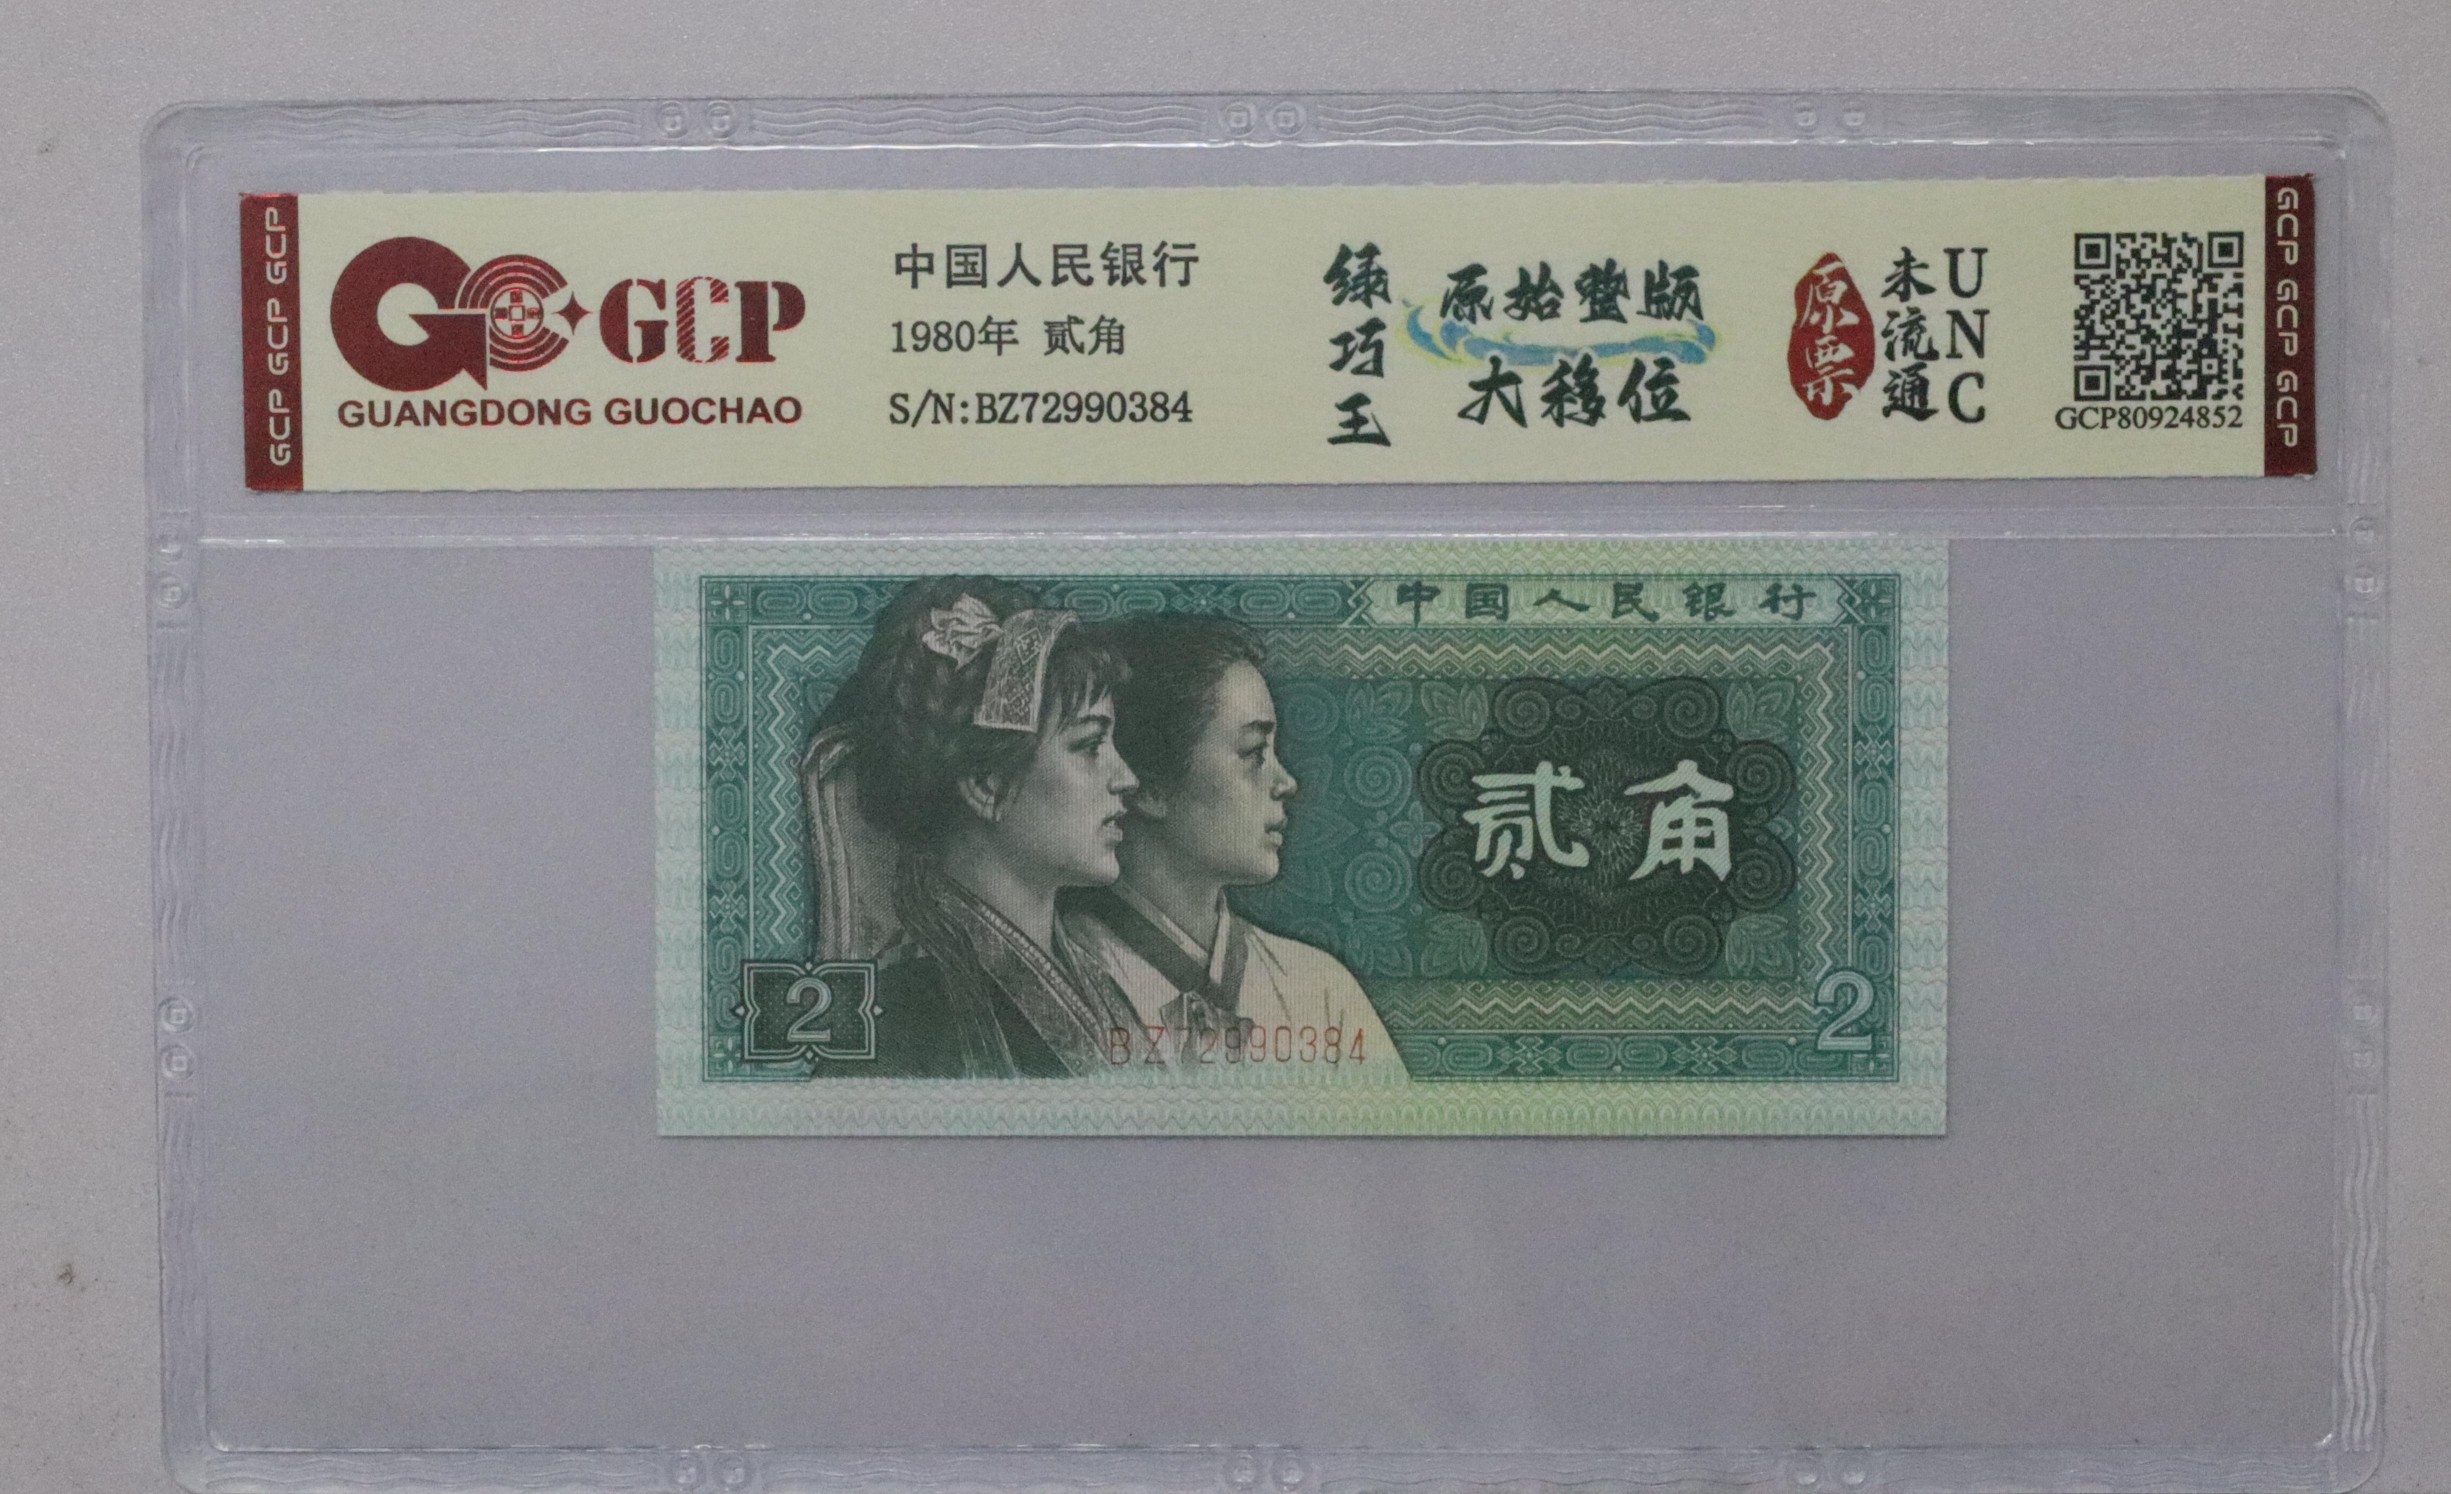 GCP GCP GCP
GCP
GUANGDONG GUOCHAO
中国人民银行
1980年 贰角
S/N:BZ72990384
绿巧王
原始整版
大移位
原票
未流通
UNC
GCP80924852
GCP GCP GCP
中国人民银行
贰角
2
BZ72990384
2